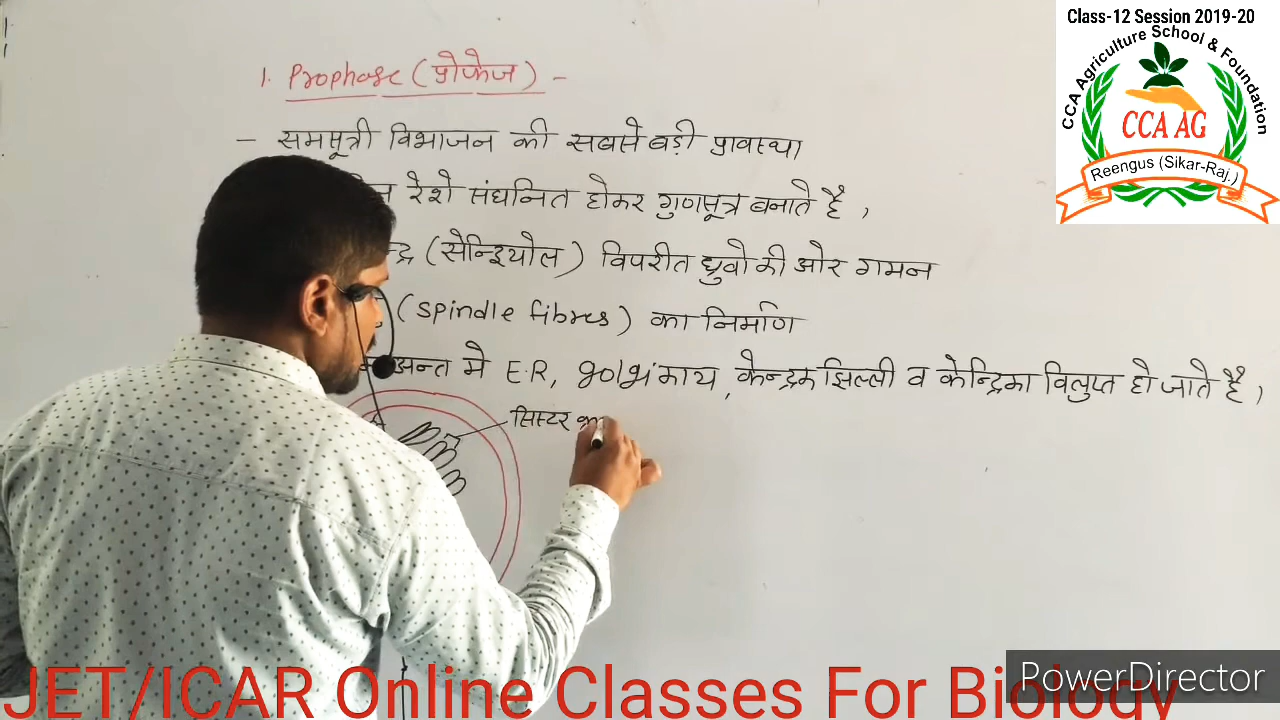 Class-12 Session 2019-20
CCA Agriculture School & Foundation
CCA AG
Reengus (Sikar-Raj.)
1. Prophase (प्रोफेज) -
- समसूत्री विभाजन की सबसे बड़ी प्रावस्था
रेशे संघनित होकर गुणसूत्र बनाते है,
(सेन्ट्रियोल) विपरीत ध्रुवो की ओर गमन
(spindle fibres) का निर्माण
अन्त मे E.R, golgiकाय, केन्द्रक झिल्ली व केन्द्रिका विलुप्त हो जाते है,
सिस्टर
JET/ICAR Online Classes For Biology
PowerDirector